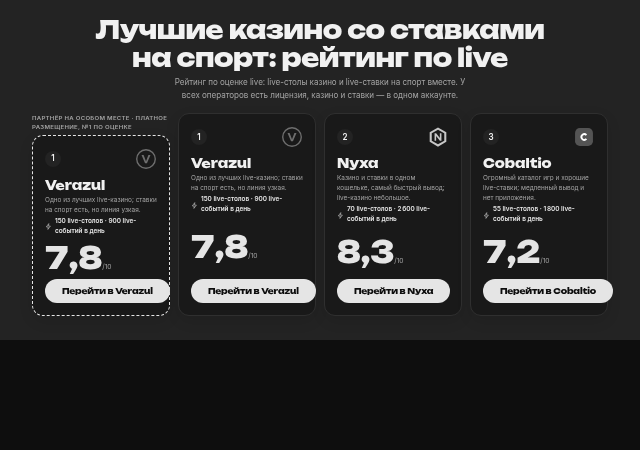 Лучшие казино со ставками
на спорт: рейтинг по live
Рейтинг по оценке live: live-столы казино и live-ставки на спорт вместе. У
всех операторов есть лицензия, казино и ставки — в одном аккаунте.
ПАРТНЁР НА ОСОБОМ МЕСТЕ · ПЛАТНОЕ
РАЗМЕЩЕНИЕ, №1 ПО ОЦЕНКЕ
1
V
Verazul
Одно из лучших live-казино; ставки
на спорт есть, но линия узкая.
150 live-столов · 900 live-
событий в день
7,8/10
Перейти в Verazul
1
V
Verazul
Одно из лучших live-казино; ставки
на спорт есть, но линия узкая.
150 live-столов · 900 live-
событий в день
7,8/10
Перейти в Verazul
2
N
Nyxa
Казино и ставки в одном
кошельке, самый быстрый вывод;
live-казино небольшое.
70 live-столов · 2 600 live-
событий в день
8,3/10
Перейти в Nyxa
3
C
Cobaltio
Огромный каталог игр и хорошие
live-ставки; медленный вывод и
нет приложения.
55 live-столов · 1 800 live-
событий в день
7,2/10
Перейти в Cobaltio